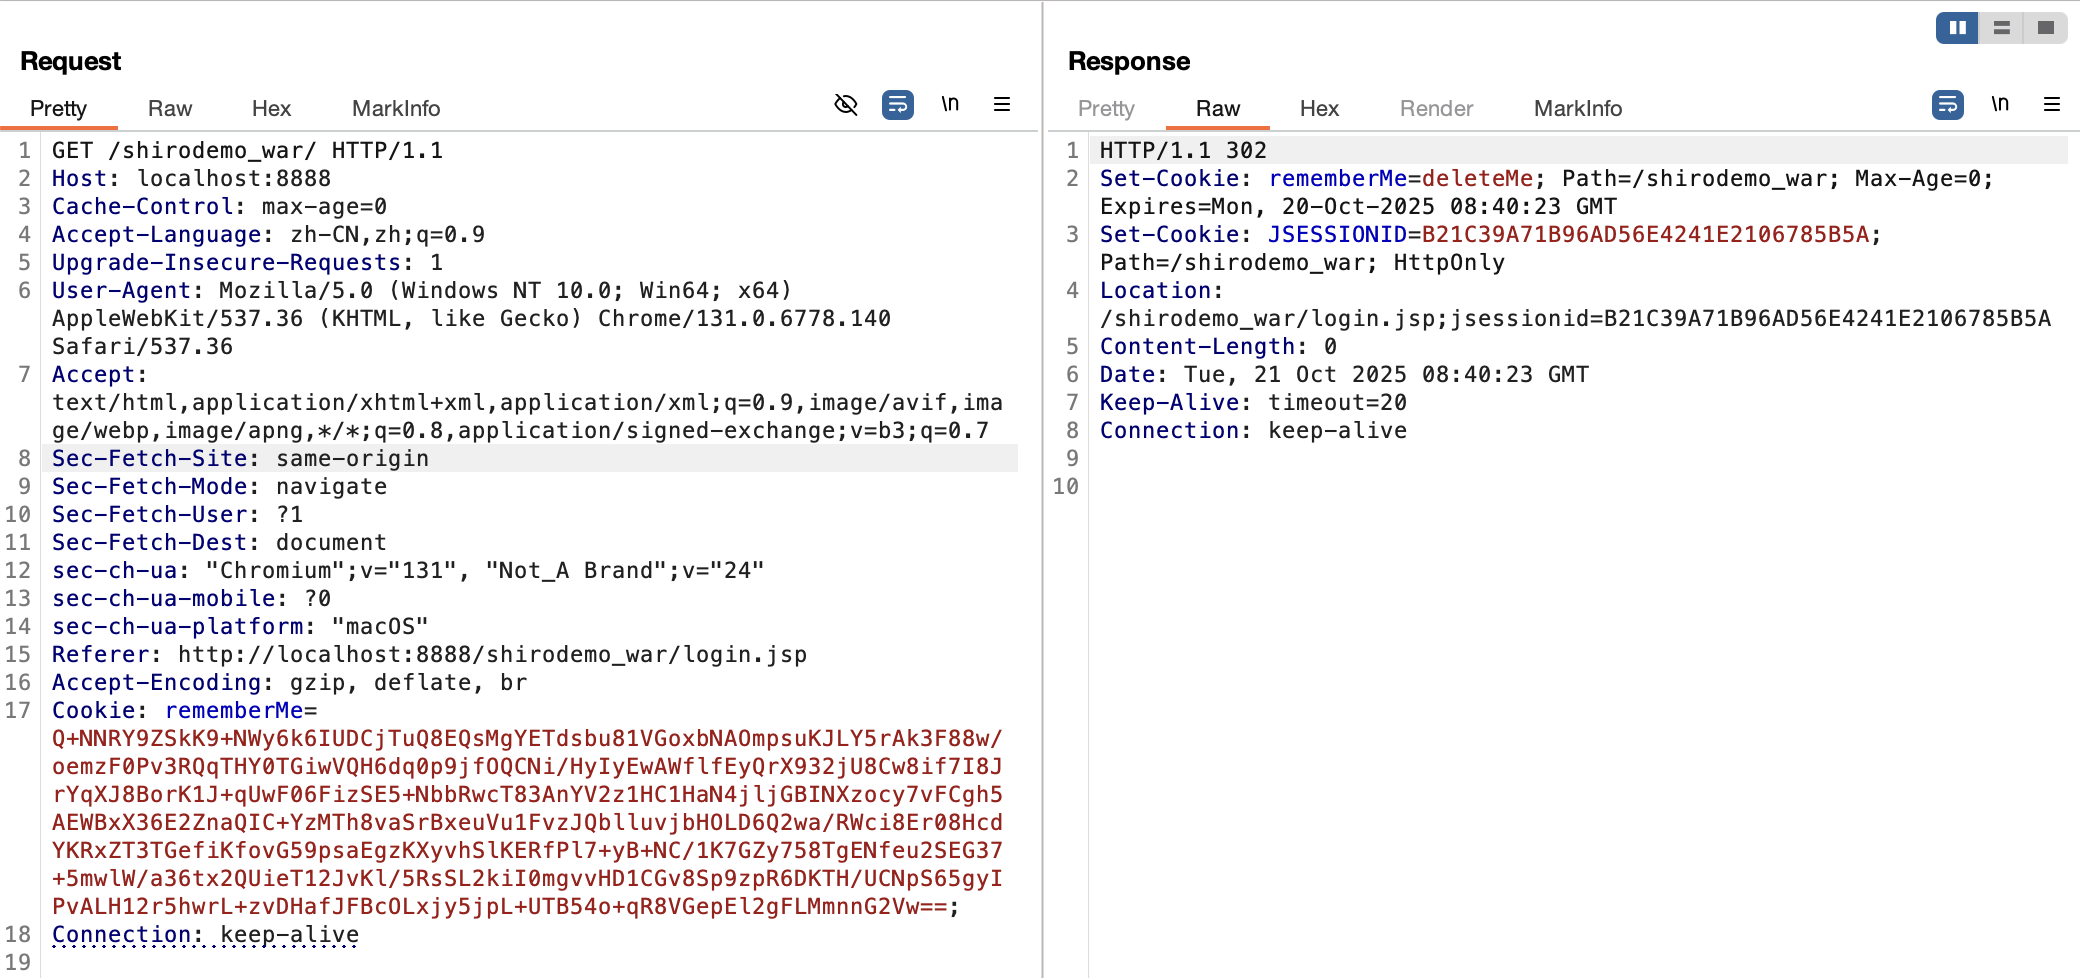 Request
Pretty Raw Hex MarkInfo \n
1 GET /shirodemo_war/ HTTP/1.1
2 Host: localhost:8888
3 Cache-Control: max-age=0
4 Accept-Language: zh-CN,zh;q=0.9
5 Upgrade-Insecure-Requests: 1
6 User-Agent: Mozilla/5.0 (Windows NT 10.0; Win64; x64)
AppleWebKit/537.36 (KHTML, like Gecko) Chrome/131.0.6778.140
Safari/537.36
7 Accept:
text/html,application/xhtml+xml,application/xml;q=0.9,image/avif,ima
ge/webp,image/apng,*/*;q=0.8,application/signed-exchange;v=b3;q=0.7
8 Sec-Fetch-Site: same-origin
9 Sec-Fetch-Mode: navigate
10 Sec-Fetch-User: ?1
11 Sec-Fetch-Dest: document
12 sec-ch-ua: "Chromium";v="131", "Not_A Brand";v="24"
13 sec-ch-ua-mobile: ?0
14 sec-ch-ua-platform: "macOS"
15 Referer: http://localhost:8888/shirodemo_war/login.jsp
16 Accept-Encoding: gzip, deflate, br
17 Cookie: rememberMe=
Q+NNRY9ZSkK9+NWy6k6IUDCjTuQ8EQsMgYETdsbu81VGoxbNAOmpsuKJLY5rAk3F88w/
oemzF0Pv3RQqTHY0TGiwVQH6dq0p9jfOQCNi/HyIyEwAWflfEyQrX932jU8Cw8if7I8J
rYqXJ8BorK1J+qUwF06FizSE5+NbbRwcT83AnYV2z1HC1HaN4jljGBINXzocy7vFCgh5
AEWBxX36E2ZnaQIC+YzMTh8vaSrBxeuVu1FvzJQblluvjbHOLD6Q2wa/RWci8Er08Hcd
YKRxZT3TGefiKfovG59psaEgzKXyvhSlKERfPl7+yB+NC/1K7GZy758TgENfeu2SEG37
+5mwlW/a36tx2QUieT12JvKl/5RsSL2kiI0mgvvHD1CGv8Sp9zpR6DKTH/UCNpS65gyI
PvALH12r5hwrL+zvDHafJFBcOLxjy5jpL+UTB54o+qR8VGepEl2gFLMmnnG2Vw==;
18 Connection: keep-alive
19
Response
Pretty Raw Hex Render MarkInfo \n
1 HTTP/1.1 302
2 Set-Cookie: rememberMe=deleteMe; Path=/shirodemo_war; Max-Age=0;
Expires=Mon, 20-Oct-2025 08:40:23 GMT
3 Set-Cookie: JSESSIONID=B21C39A71B96AD56E4241E2106785B5A;
Path=/shirodemo_war; HttpOnly
4 Location:
/shirodemo_war/login.jsp;jsessionid=B21C39A71B96AD56E4241E2106785B5A
5 Content-Length: 0
6 Date: Tue, 21 Oct 2025 08:40:23 GMT
7 Keep-Alive: timeout=20
8 Connection: keep-alive
9
10